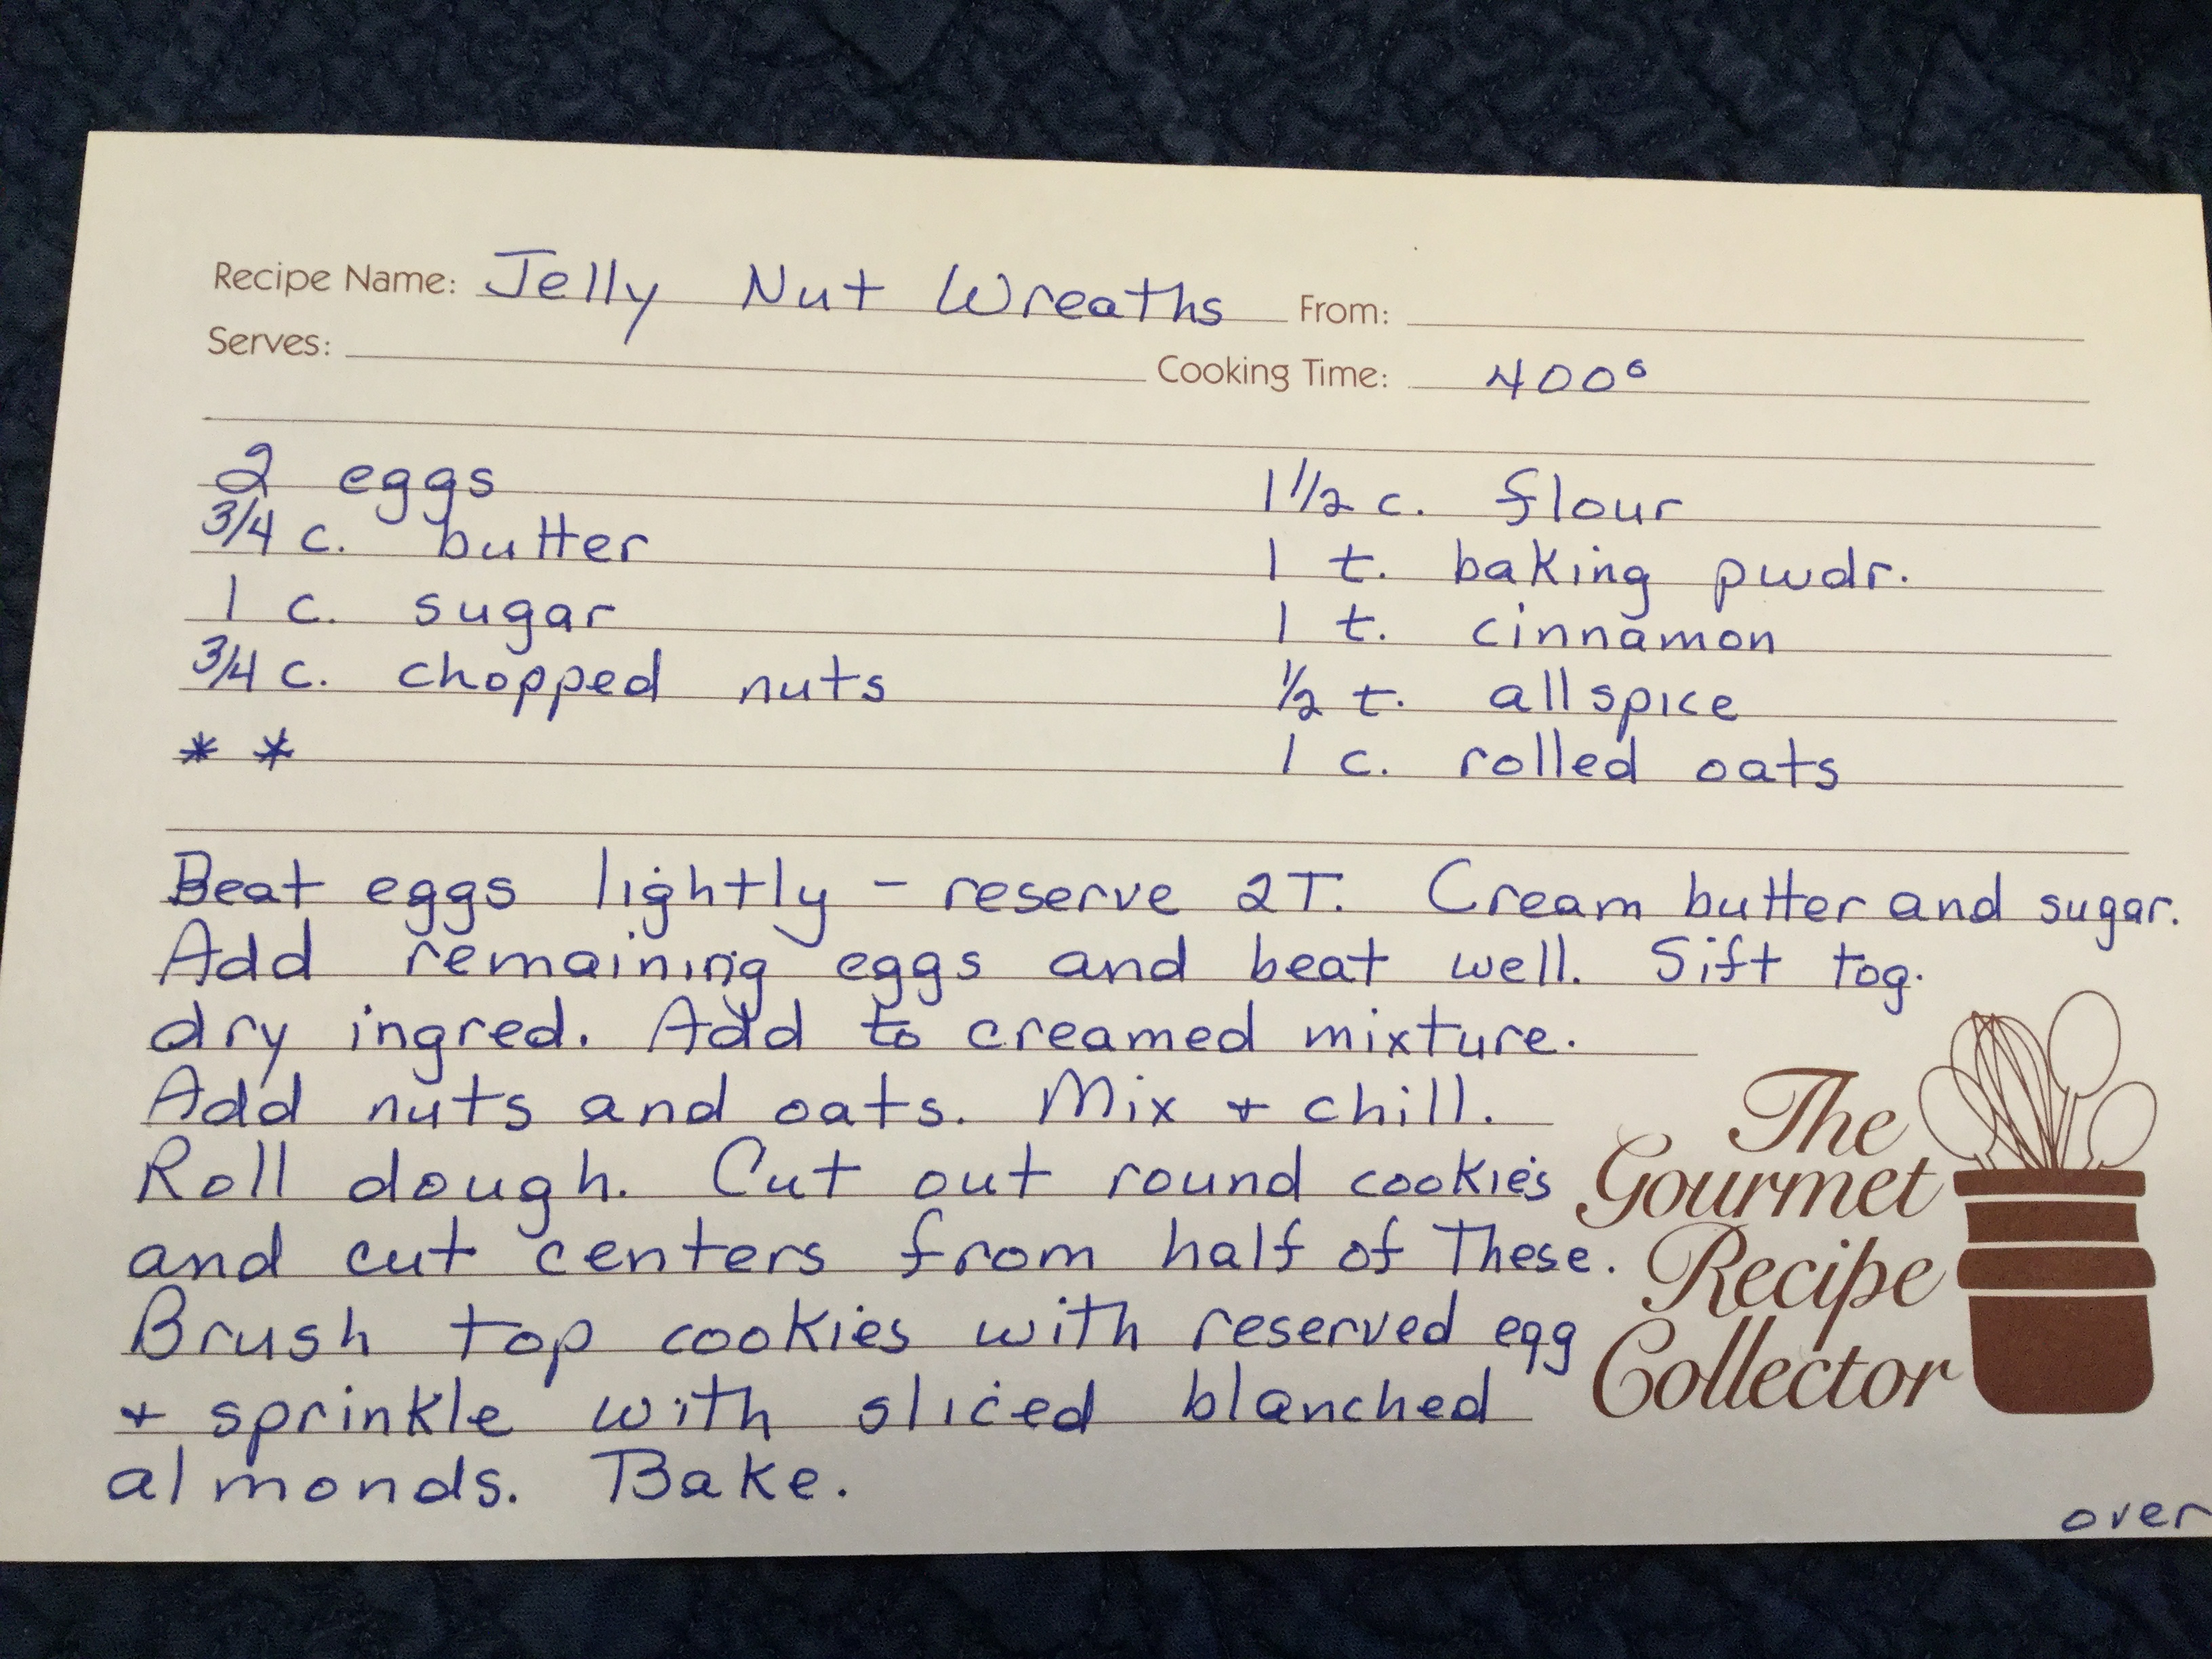 Recipe Name: Jelly Nut Wreaths From:
Serves: Cooking Time: 400°
2 eggs 1 1/2 c. flour
3/4 c. butter 1 t. baking pwdr.
1 c. sugar 1 t. cinnamon
3/4 c. chopped nuts 1/2 t. allspice
* * 1 c. rolled oats
Beat eggs lightly - reserve 2T. Cream butter and sugar.
Add remaining eggs and beat well. Sift tog.
dry ingred. Add to creamed mixture.
Add nuts and oats. Mix + chill.
Roll dough. Cut out round cookies
and cut centers from half of these.
Brush top cookies with reserved egg
+ sprinkle with sliced blanched
almonds. Bake.
The
Gourmet
Recipe
Collector
over